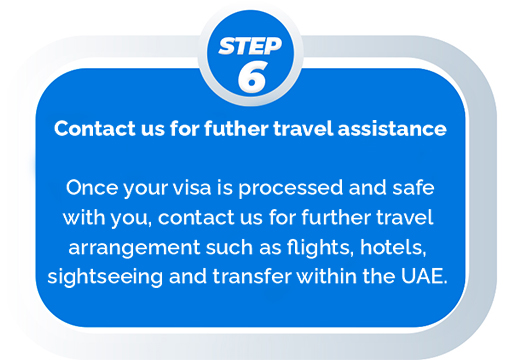 STEP
6
Contact us for futher travel assistance
Once your visa is processed and safe
with you, contact us for further travel
arrangement such as flights, hotels,
sightseeing and transfer within the UAE.